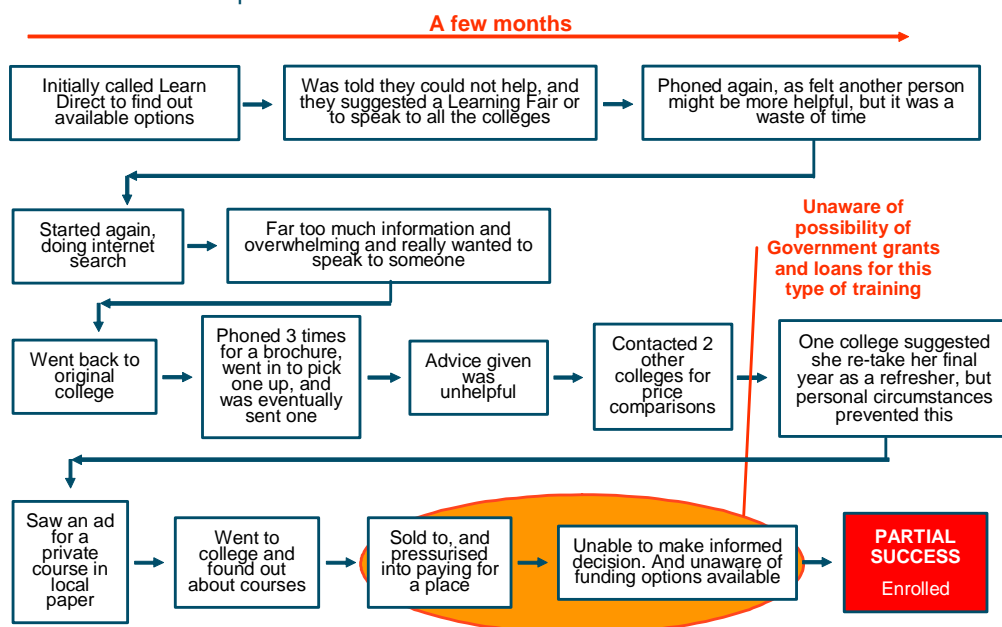 A few months
Initially called Learn
Direct to find out
available options
Was told they could not help, and
they suggested a Learning Fair or
to speak to all the colleges
Phoned again, as felt another person
might be more helpful, but it was a
waste of time
Started again,
doing internet
search
Far too much information and
overwhelming and really wanted to
speak to someone
Unaware of
possibility of
Government grants
and loans for this
type of training
Went back to
original
college
Phoned 3 times
for a brochure,
went in to pick
one up, and
was eventually
sent one
Advice given
was
unhelpful
Contacted 2
other
colleges for
price
comparisons
One college suggested
she re-take her final
year as a refresher, but
personal circumstances
prevented this
Saw an ad
for a
private
course in
local
paper
Went to
college and
found out
about courses
Sold to, and
pressurised
into paying for
a place
Unable to make informed
decision. And unaware of
funding options available
PARTIAL
SUCCESS
Enrolled